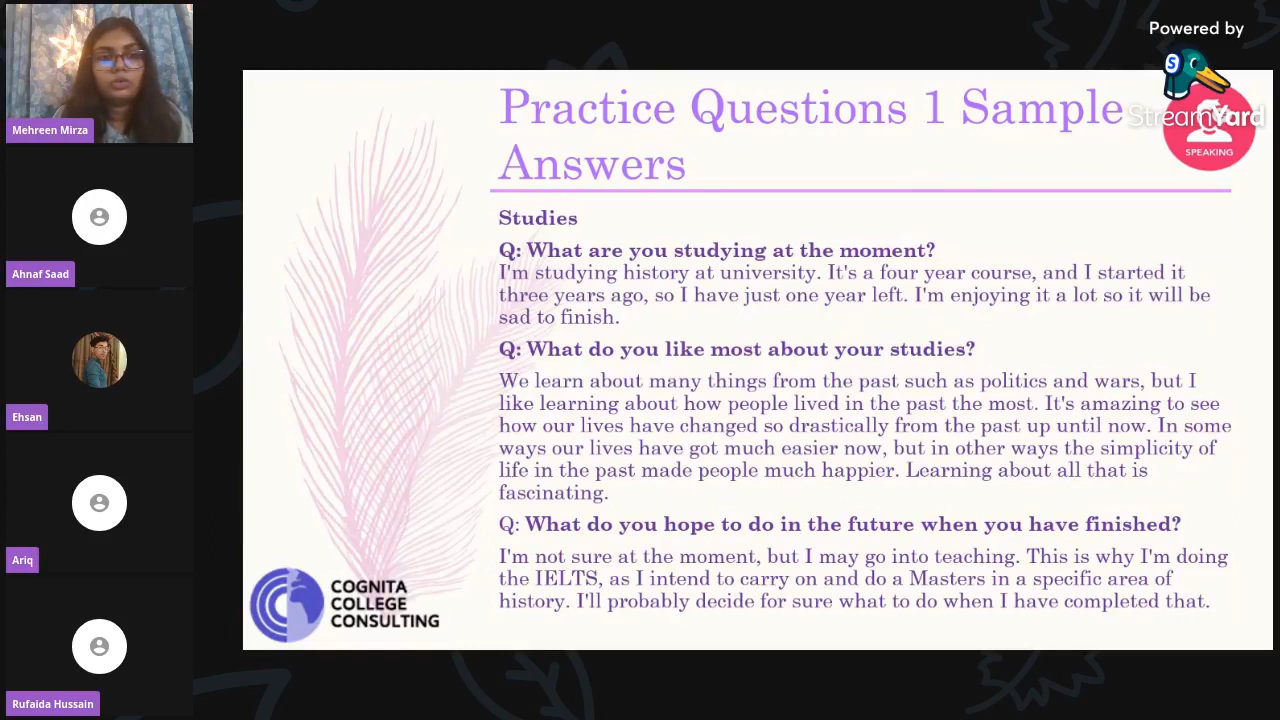 Mehreen Mirza
Ahnaf Saad
Ehsan
Ariq
Rufaida Hussain
Powered by
S
StreamYard
SPEAKING
Practice Questions 1 Sample
Answers
Studies
Q: What are you studying at the moment?
I'm studying history at university. It's a four year course, and I started it
three years ago, so I have just one year left. I'm enjoying it a lot so it will be
sad to finish.
Q: What do you like most about your studies?
We learn about many things from the past such as politics and wars, but I
like learning about how people lived in the past the most. It's amazing to see
how our lives have changed so drastically from the past up until now. In some
ways our lives have got much easier now, but in other ways the simplicity of
life in the past made people much happier. Learning about all that is
fascinating.
Q: What do you hope to do in the future when you have finished?
I'm not sure at the moment, but I may go into teaching. This is why I'm doing
the IELTS, as I intend to carry on and do a Masters in a specific area of
history. I'll probably decide for sure what to do when I have completed that.
COGNITA
COLLEGE
CONSULTING